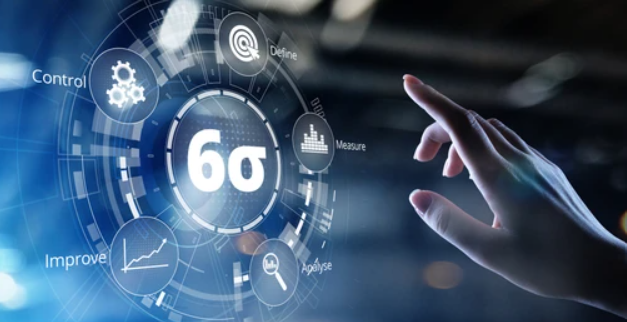 Define
Control
Measure
6σ
Improve
Analyse